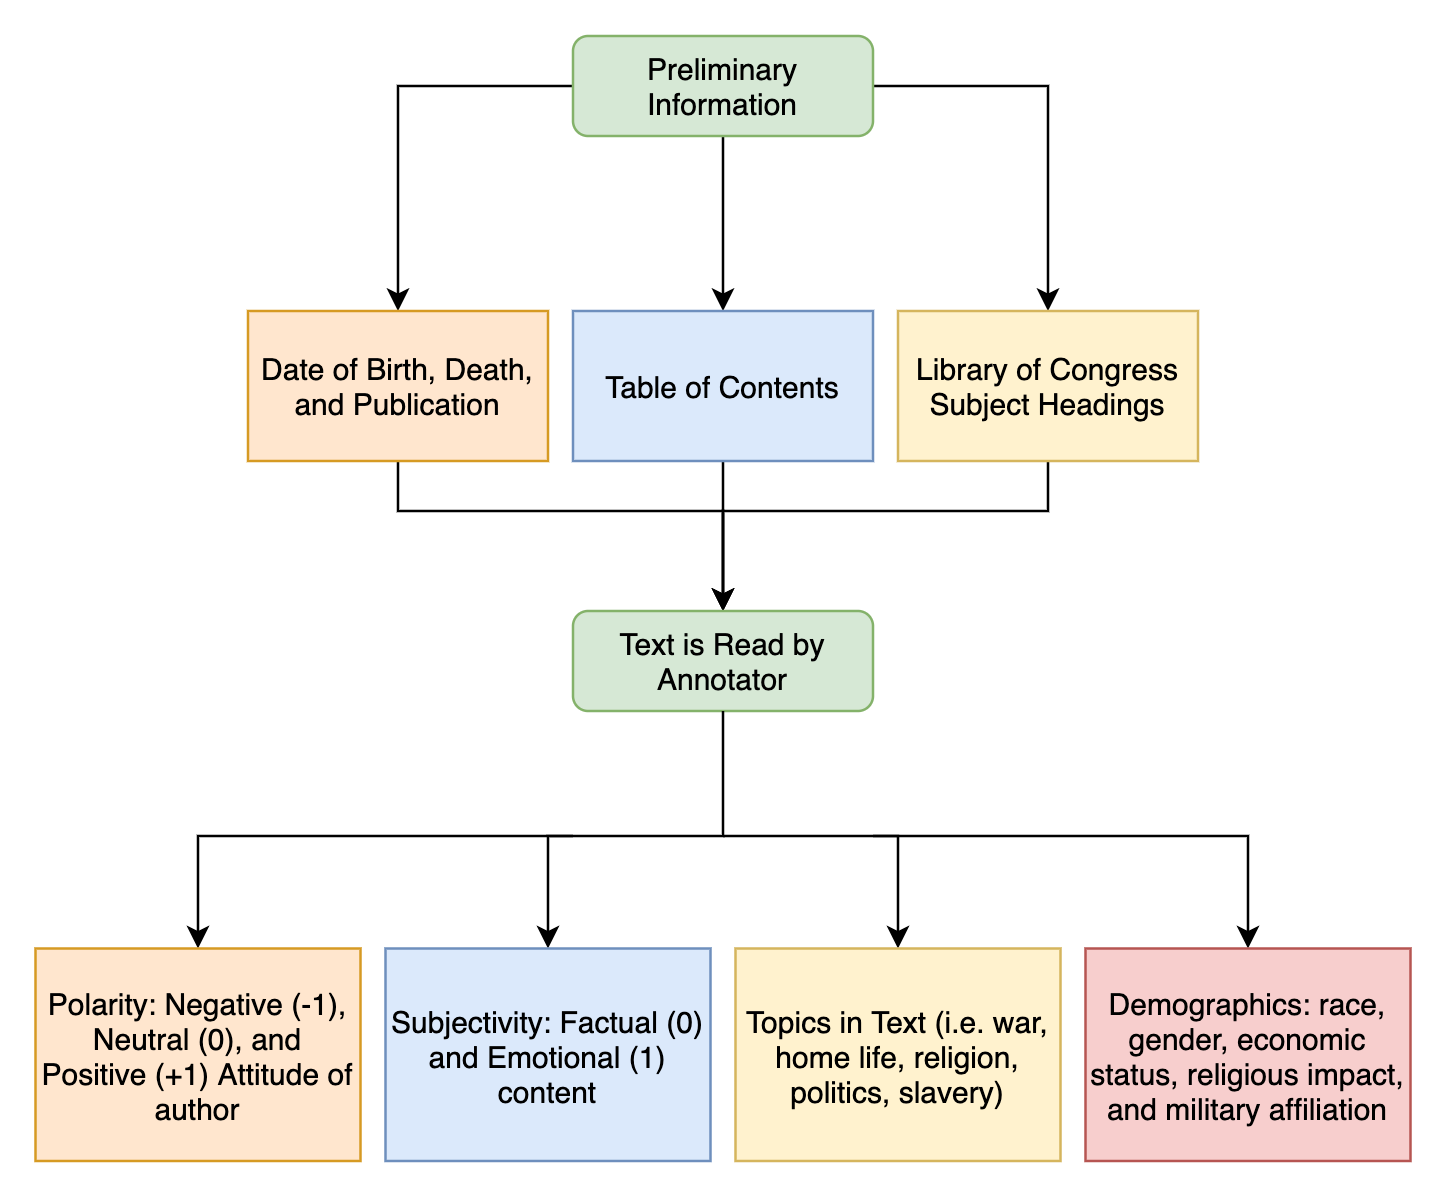 Preliminary
Information
Date of Birth, Death,
and Publication
Table of Contents
Library of Congress
Subject Headings
Text is Read by
Annotator
Polarity: Negative (-1),
Neutral (0), and
Positive (+1) Attitude of
author
Subjectivity: Factual (0)
and Emotional (1)
content
Topics in Text (i.e. war,
home life, religion,
politics, slavery)
Demographics: race,
gender, economic
status, religious impact,
and military affiliation